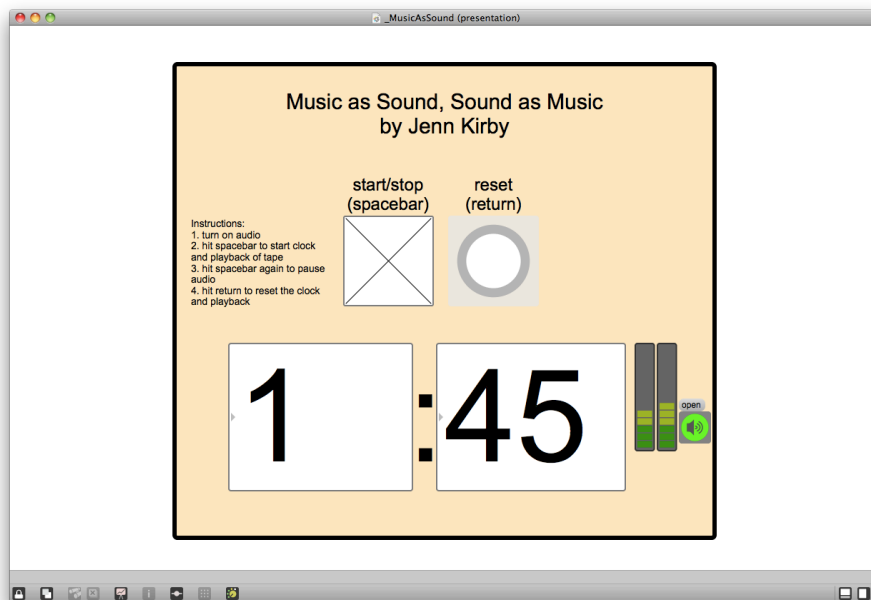 _MusicAsSound (presentation)
Music as Sound, Sound as Music
by Jenn Kirby
start/stop
(spacebar)
reset
(return)
Instructions:
1. turn on audio
2. hit spacebar to start clock
and playback of tape
3. hit spacebar again to pause
audio
4. hit return to reset the clock
and playback
1:45
open